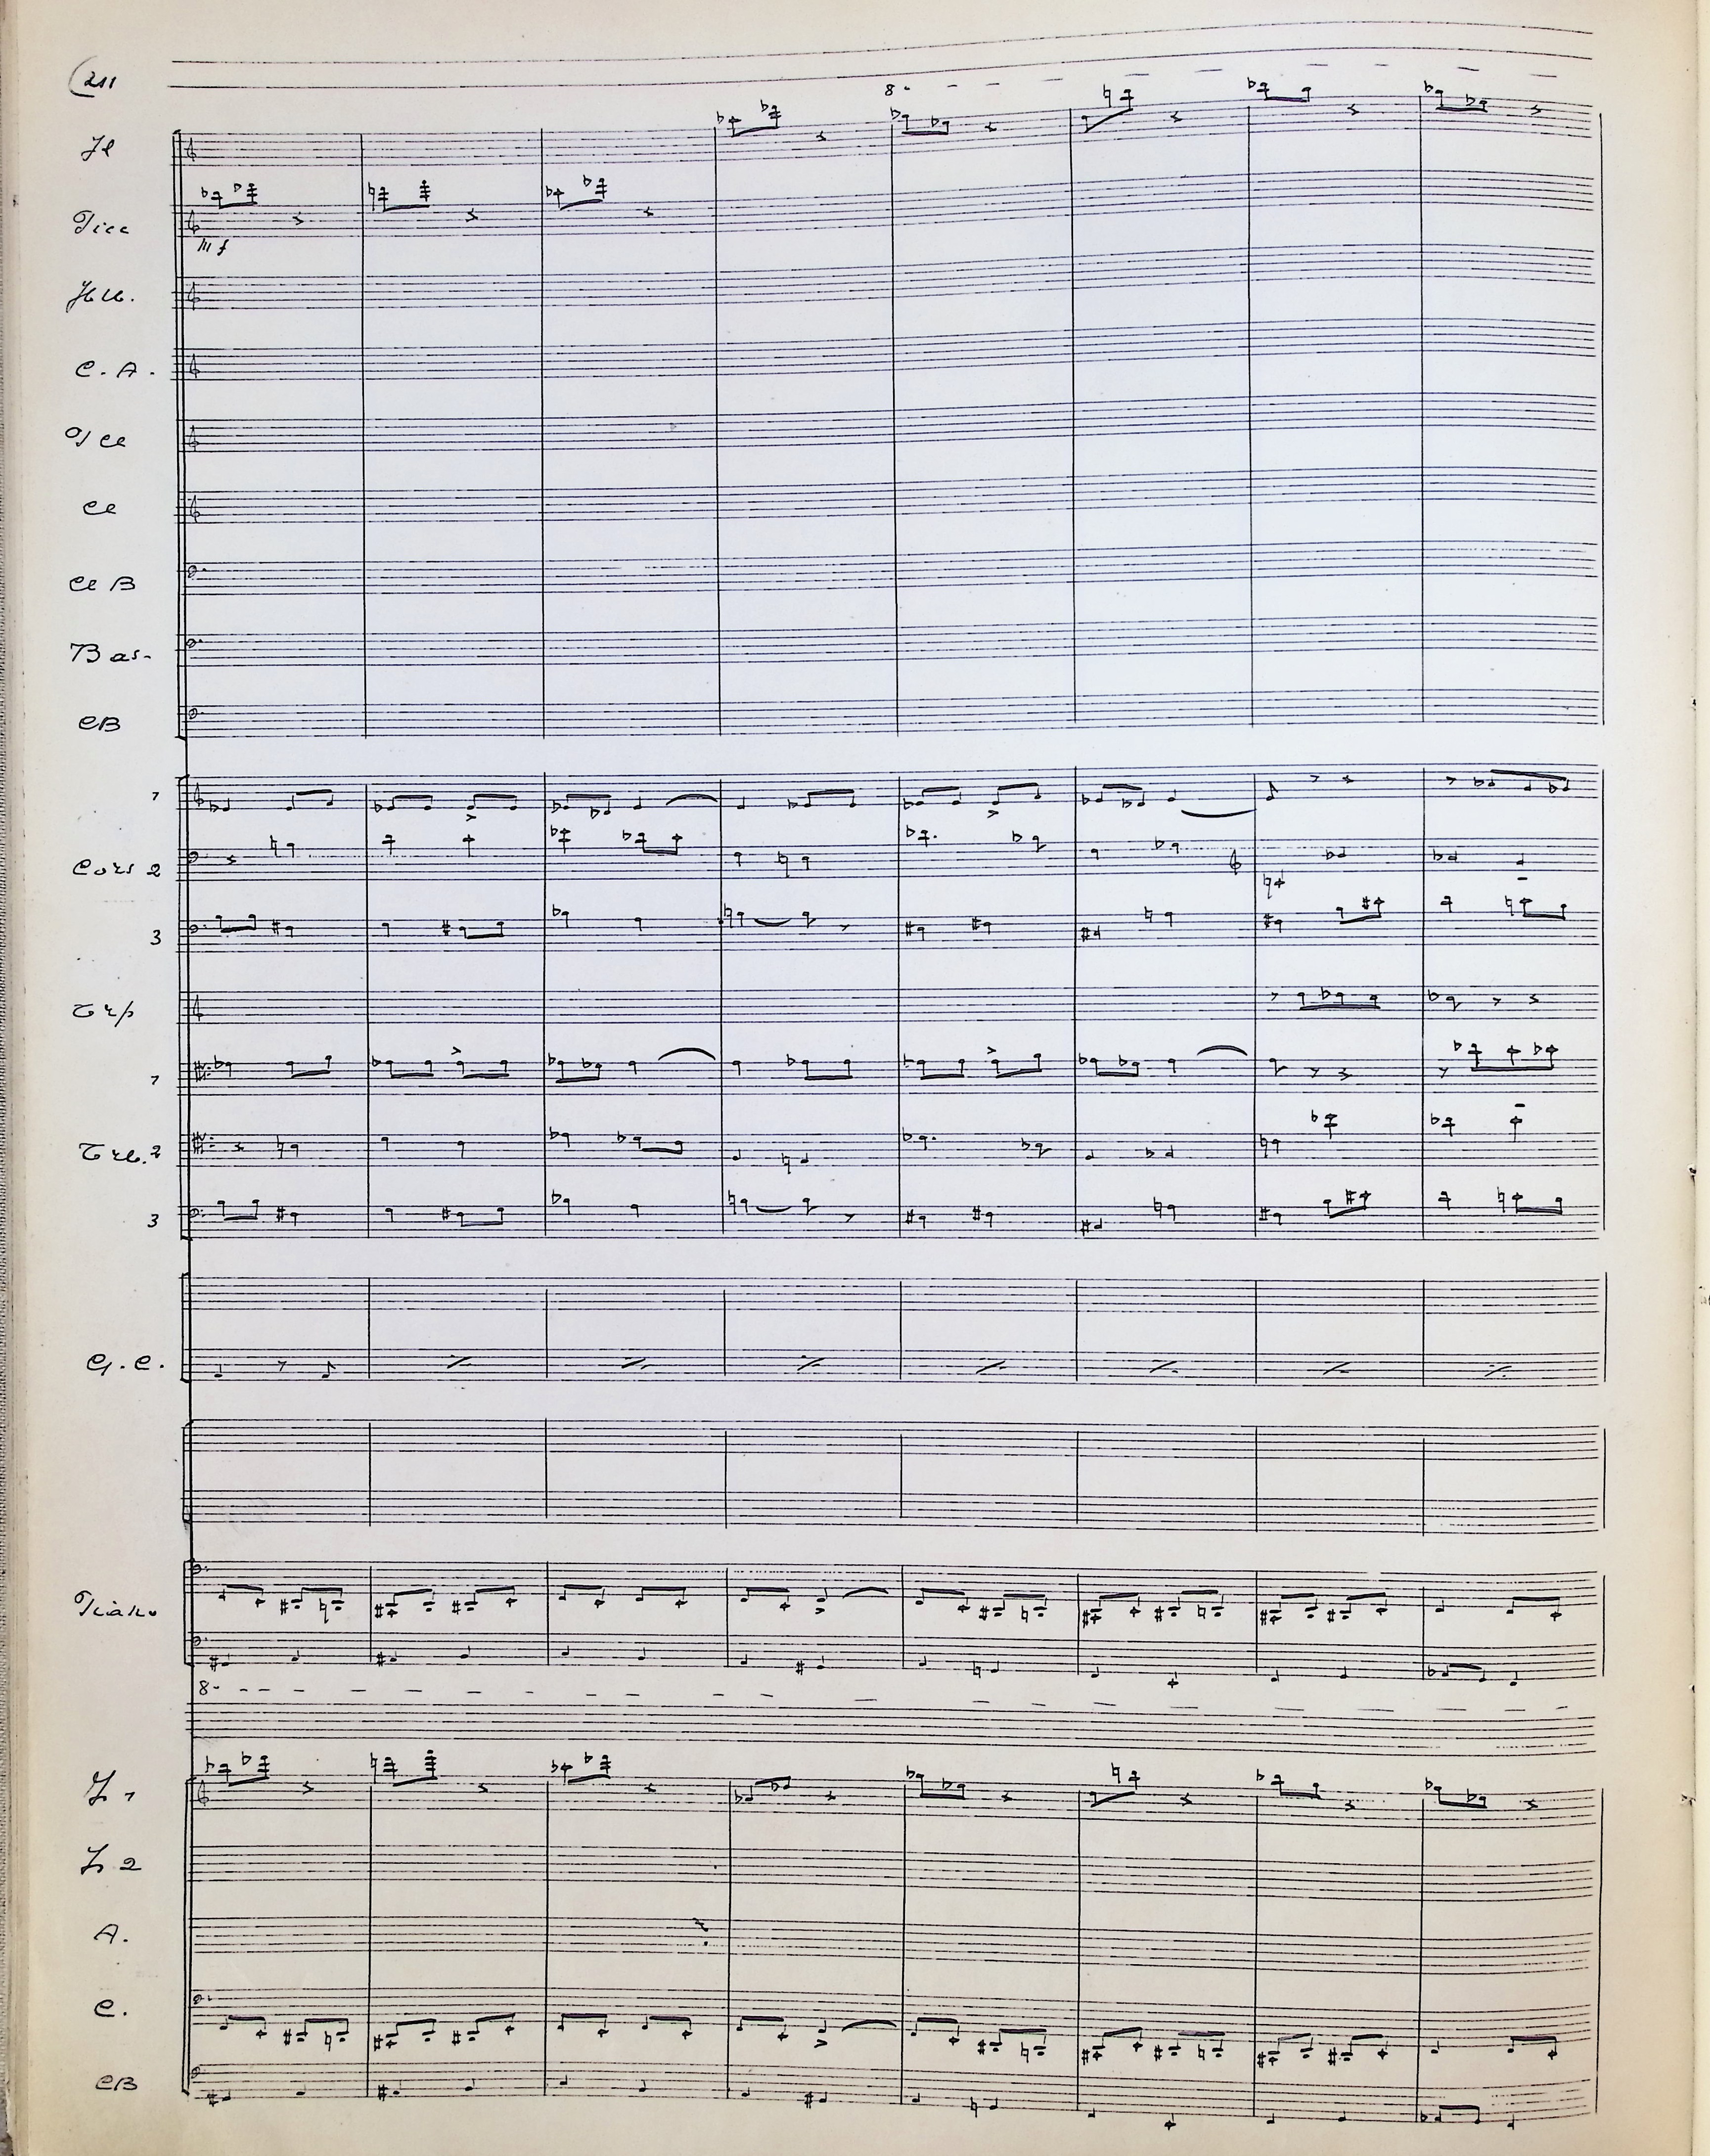 211
8-
Fl
Picc
mf
Htb.
C. A.
P cl
Cl
Cl B
Bas-
CB
1
Cors 2
3
Trp
1
Trb. 2
3
G. C.
Piano
8-
V. 1
V. 2
A.
C.
CB